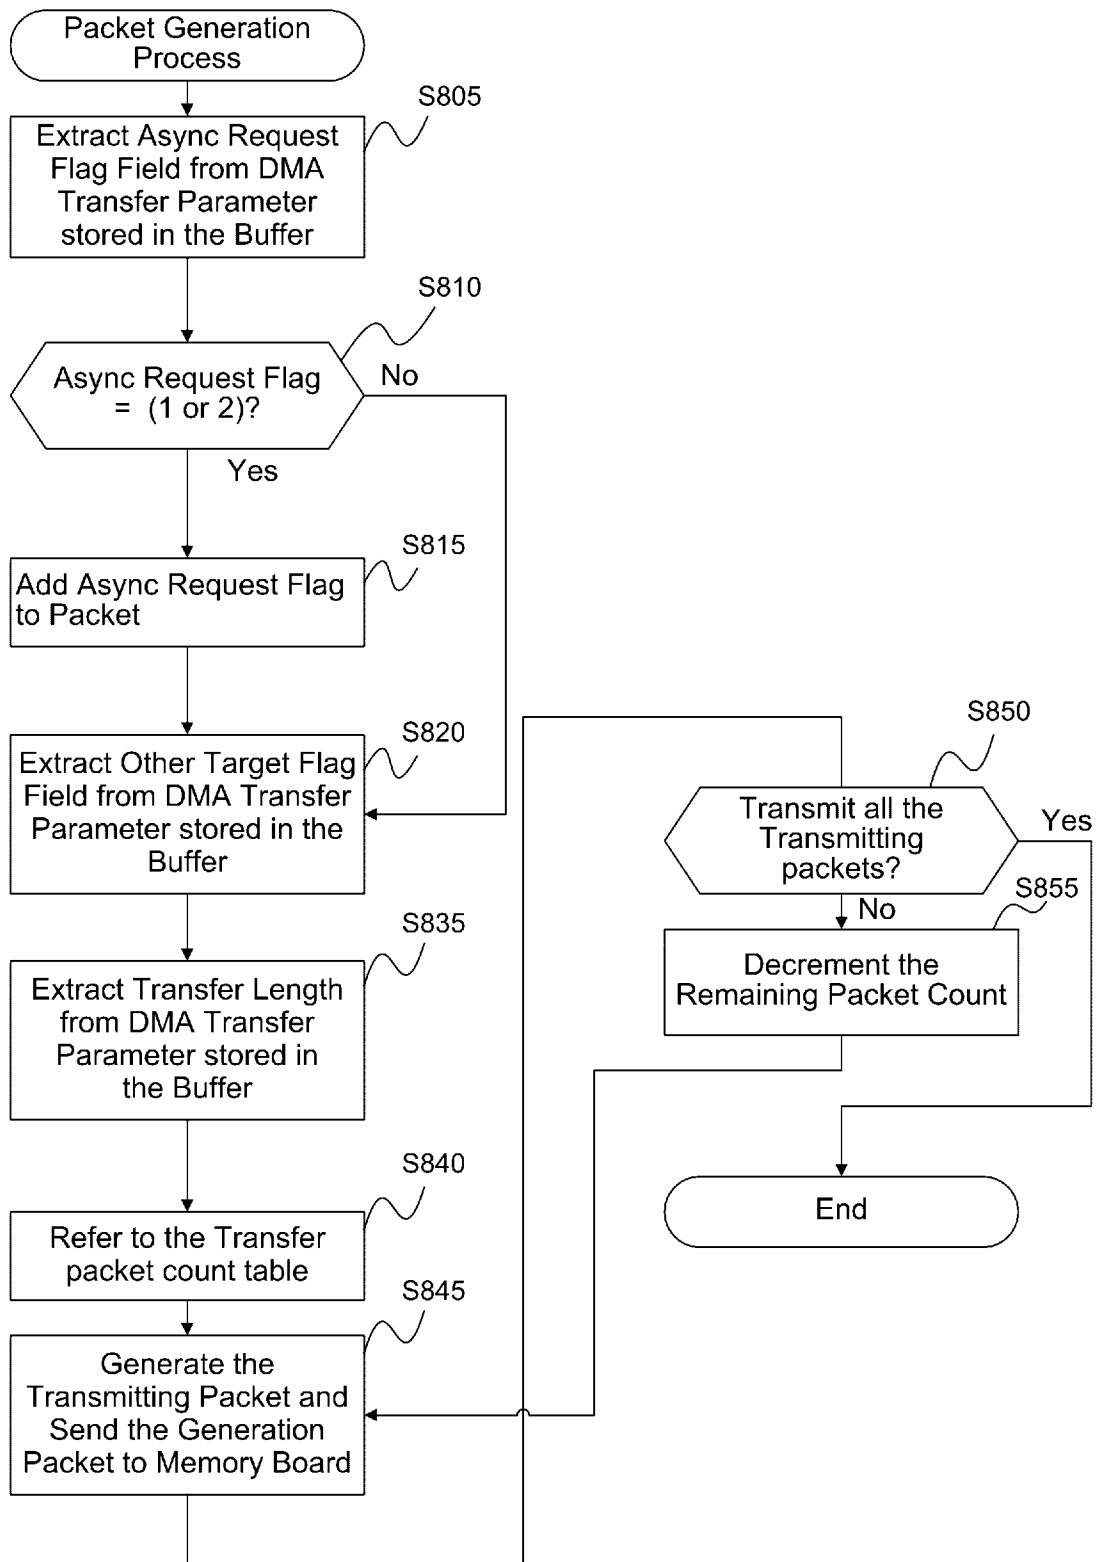 Packet Generation
Process
S805
Extract Async Request
Flag Field from DMA
Transfer Parameter
stored in the Buffer
S810
Async Request Flag
= (1 or 2)?
No
Yes
S815
Add Async Request Flag
to Packet
S820
Extract Other Target Flag
Field from DMA Transfer
Parameter stored in the
Buffer
S835
Extract Transfer Length
from DMA Transfer
Parameter stored in
the Buffer
S840
Refer to the Transfer
packet count table
S845
Generate the
Transmitting Packet and
Send the Generation
Packet to Memory Board
S850
Transmit all the
Transmitting
packets?
Yes
No
S855
Decrement the
Remaining Packet Count
End